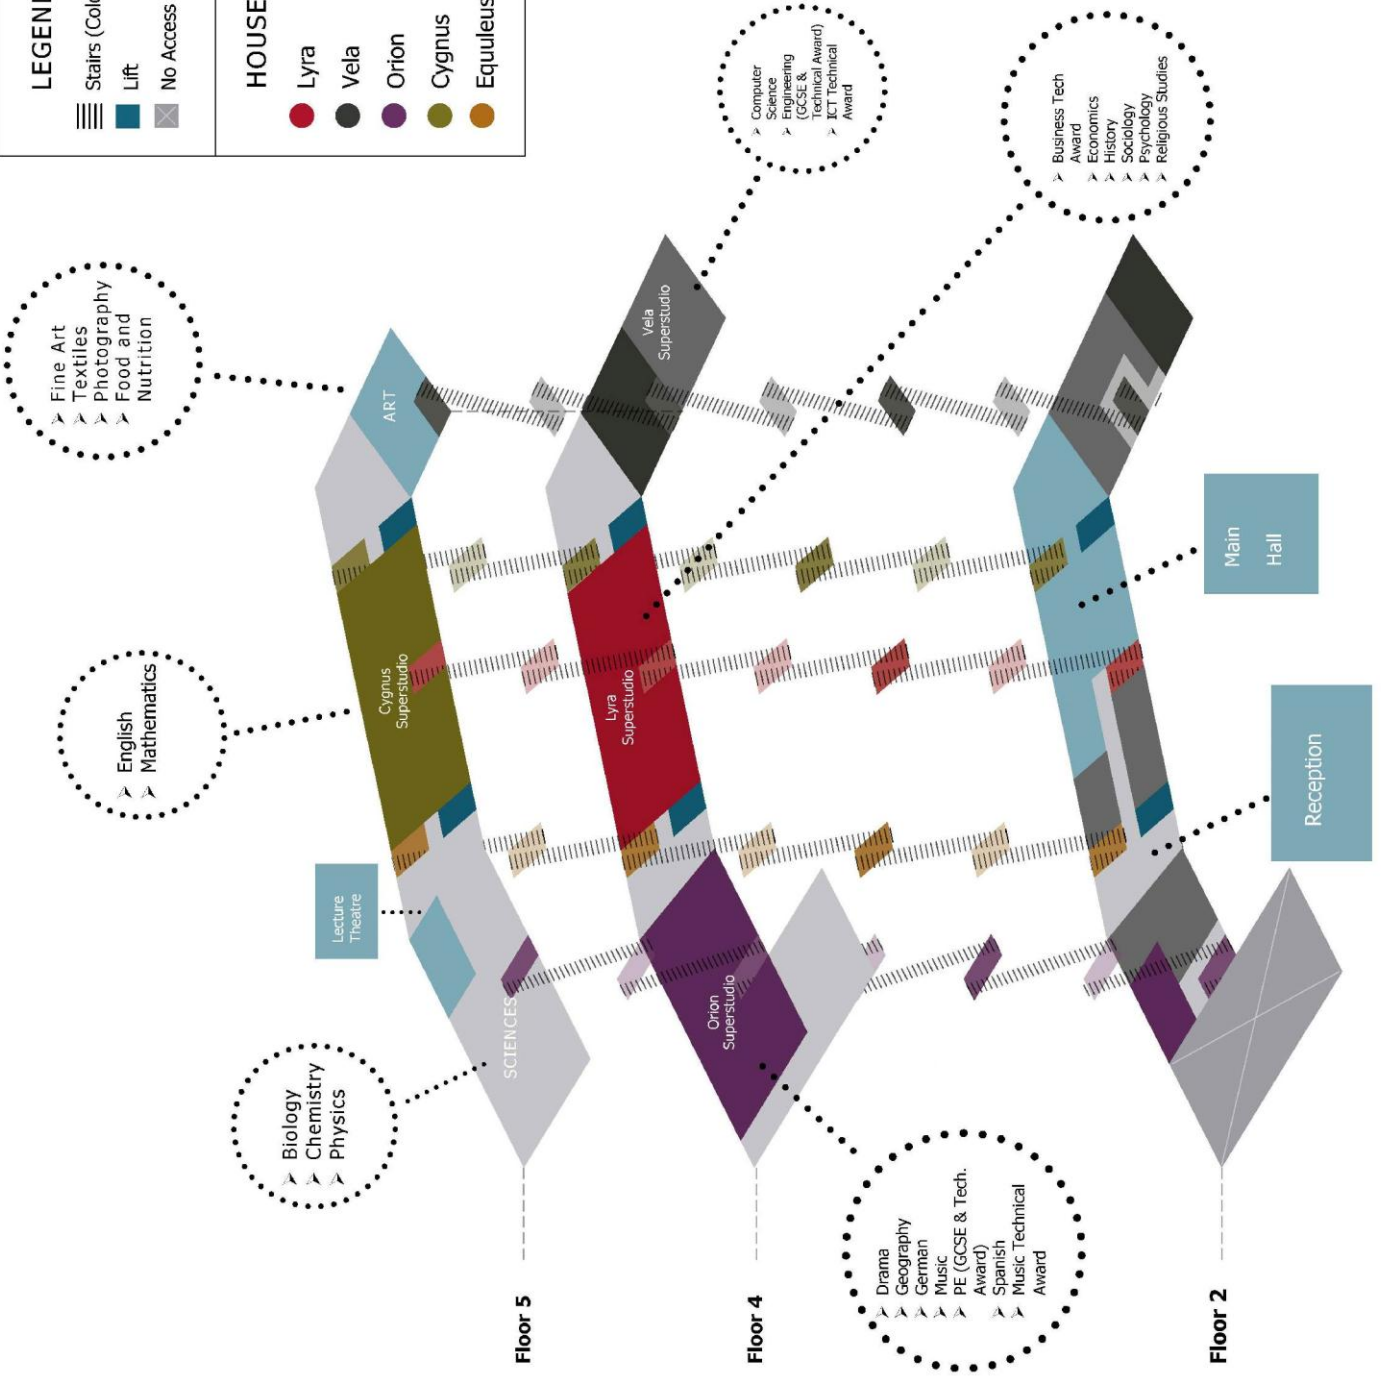 LEGEN
Stairs (Col
Lift
No Access
HOUSE
Lyra
Vela
Orion
Cygnus
Equuleus
Biology
Chemistry
Physics
English
Mathematics
Fine Art
Textiles
Photography
Food and
Nutrition
Computer
Science
Engineering
(GCSE &
Technical Award)
ICT Technical
Award
Business Tech
Award
Economics
History
Sociology
Psychology
Religious Studies
Drama
Geography
German
Music
PE (GCSE & Tech.
Award)
Spanish
Music Technical
Award
Floor 5
SCIENCES
Lecture
Theatre
Cygnus
Superstudio
ART
Floor 4
Orion
Superstudio
Lyra
Superstudio
Vela
Superstudio
Floor 2
Reception
Main
Hall